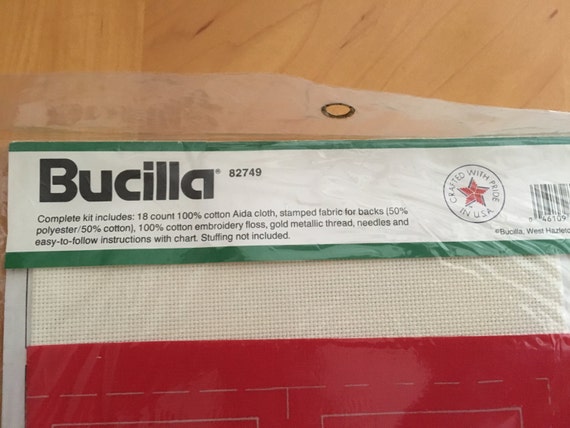 Bucilla® 82749
Complete kit includes: 18 count 100% cotton Aida cloth, stamped fabric for backs (50%
polyester/50% cotton), 100% cotton embroidery floss, gold metallic thread, needles and
easy-to-follow instructions with chart. Stuffing not included.
CRAFTED WITH PRIDE
IN U.S.A.
46109
©Bucilla, West Hazleto